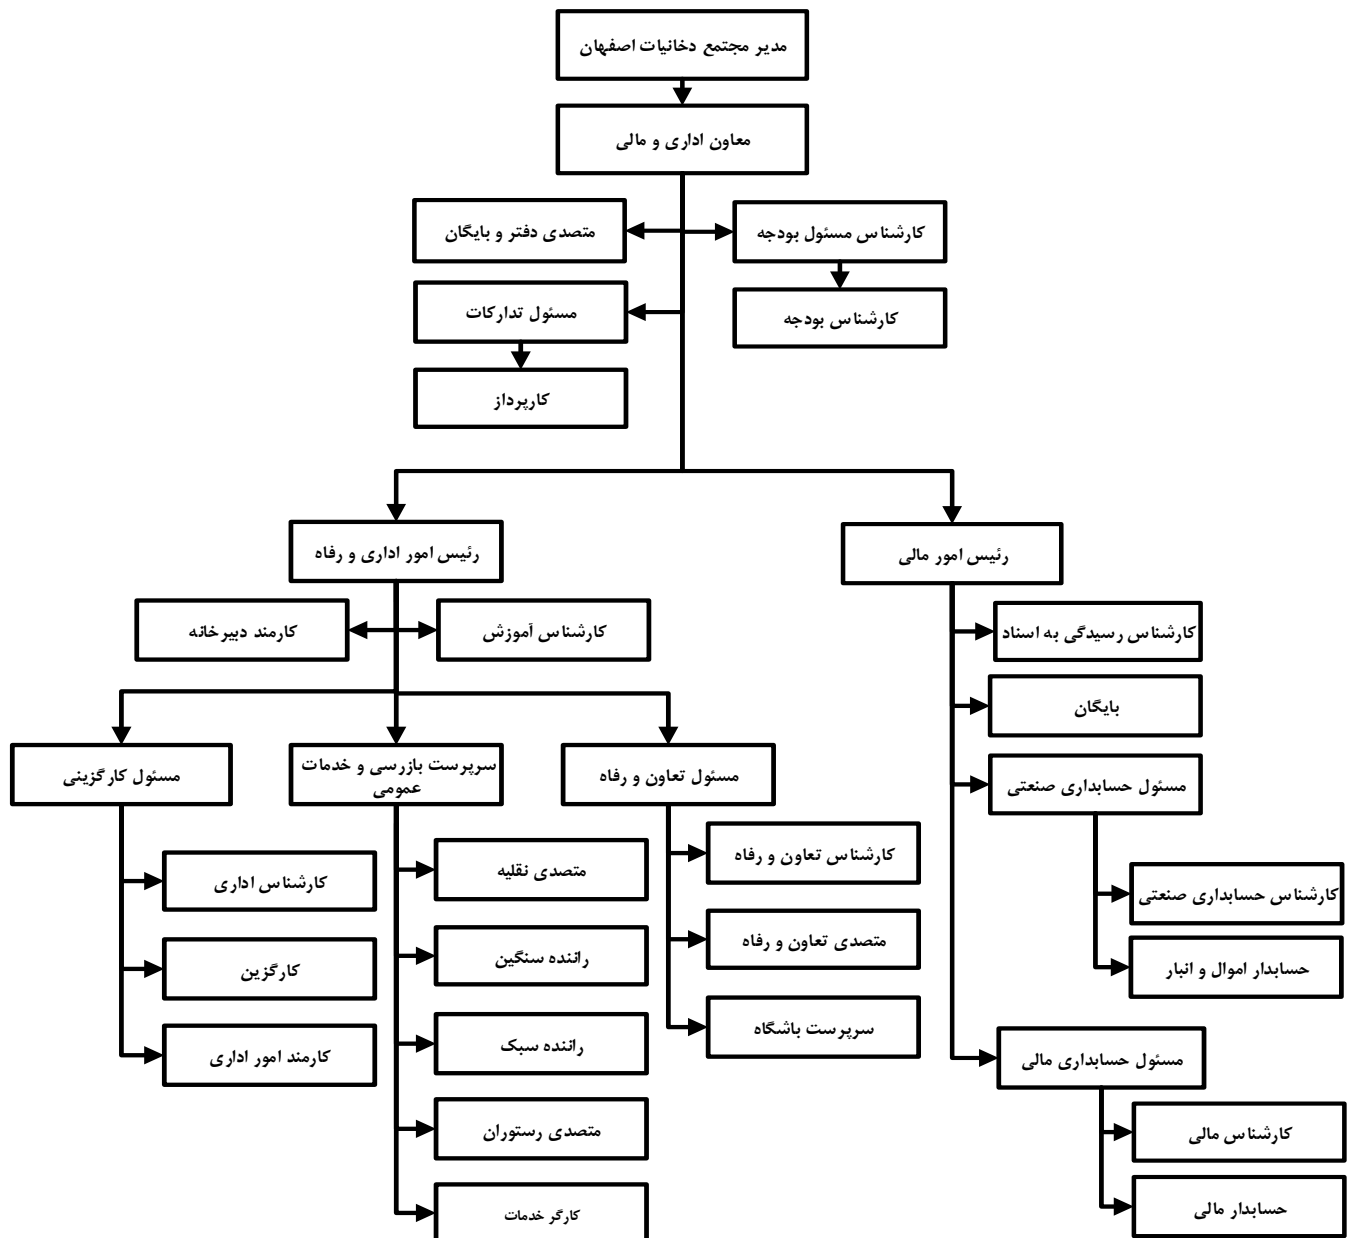 مدیر مجتمع دخانیات اصفهان
معاون اداری و مالی
کارشناس مسئول بودجه
متصدی دفتر و بایگان
کارشناس بودجه
مسئول تدارکات
کارپرداز
رئیس امور مالی
رئیس امور اداری و رفاه
کارشناس رسیدگی به اسناد
کارشناس آموزش
کارمند دبیرخانه
بایگان
مسئول حسابداری صنعتی
مسئول تعاون و رفاه
سرپرست بازرسی و خدمات
عمومی
مسئول کارگزینی
کارشناس حسابداری صنعتی
کارشناس تعاون و رفاه
متصدی نقلیه
کارشناس اداری
حسابدار اموال و انبار
متصدی تعاون و رفاه
راننده سنگین
کارگزین
مسئول حسابداری مالی
سرپرست باشگاه
راننده سبک
کارمند امور اداری
کارشناس مالی
متصدی رستوران
حسابدار مالی
کارگر خدمات